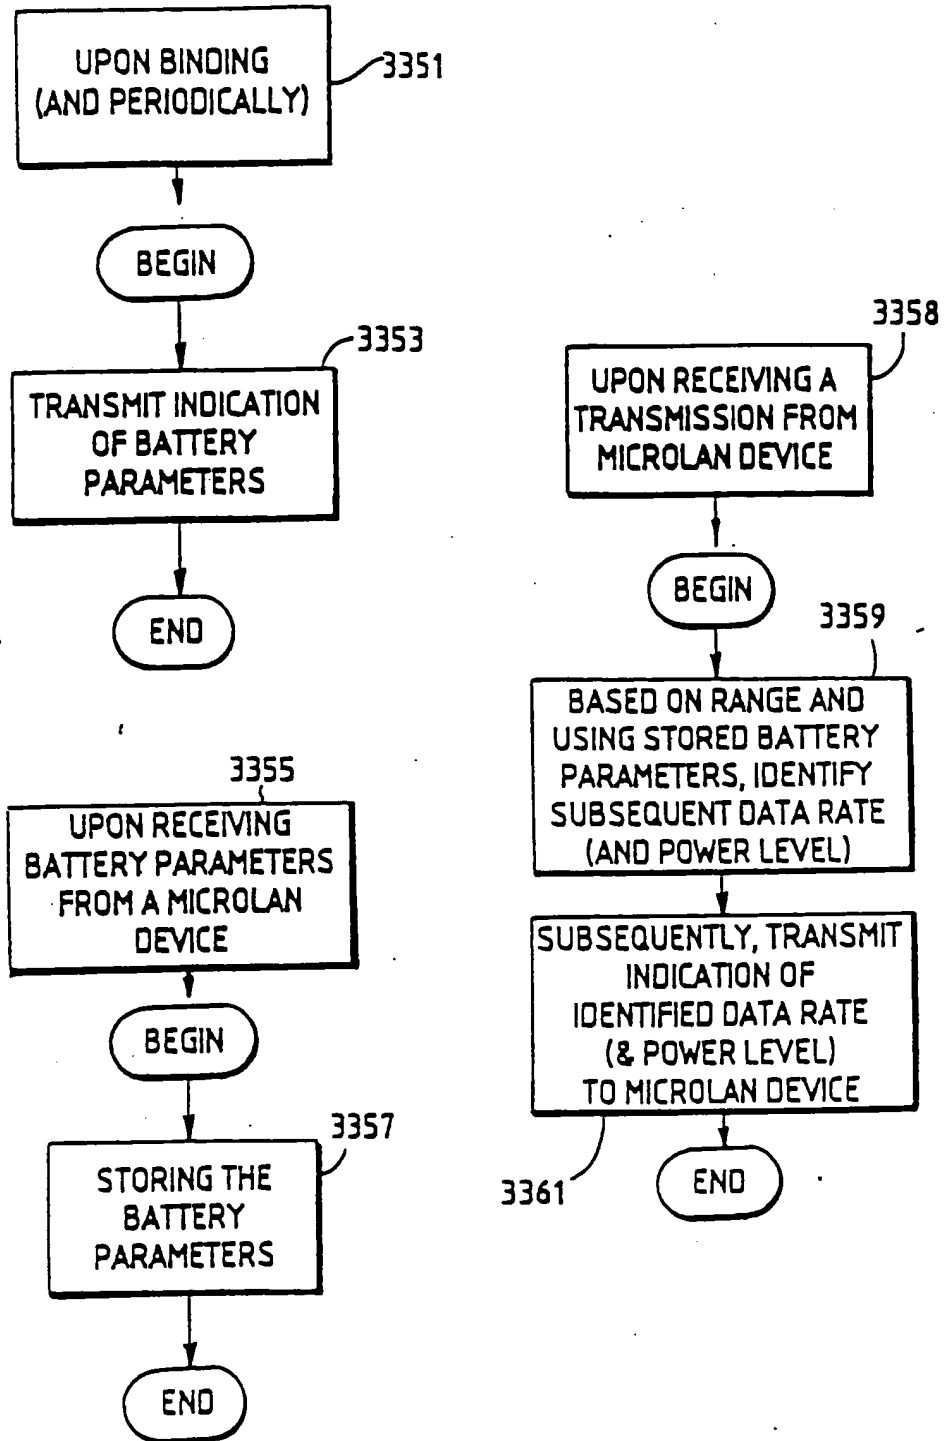 UPON BINDING
(AND PERIODICALLY)
3351
BEGIN
3353
TRANSMIT INDICATION
OF BATTERY
PARAMETERS
END
3355
UPON RECEIVING
BATTERY PARAMETERS
FROM A MICROLAN
DEVICE
BEGIN
3357
STORING THE
BATTERY
PARAMETERS
END
3358
UPON RECEIVING A
TRANSMISSION FROM
MICROLAN DEVICE
BEGIN
3359
BASED ON RANGE AND
USING STORED BATTERY
PARAMETERS, IDENTIFY
SUBSEQUENT DATA RATE
(AND POWER LEVEL)
SUBSEQUENTLY, TRANSMIT
INDICATION OF
IDENTIFIED DATA RATE
(& POWER LEVEL)
TO MICROLAN DEVICE
3361
END